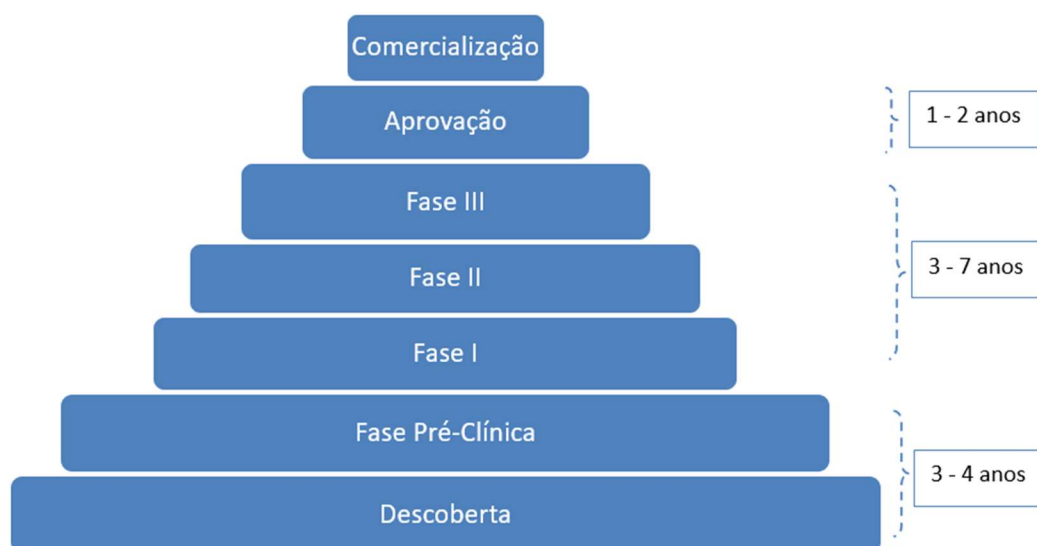 Comercialização
Aprovação
1 - 2 anos
Fase III
Fase II
3 - 7 anos
Fase I
Fase Pré-Clínica
3 - 4 anos
Descoberta